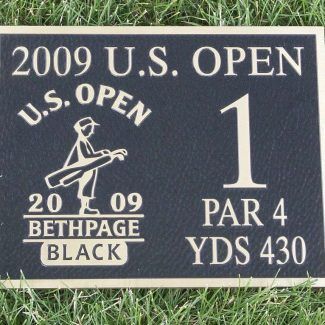 2009 U.S. OPEN
U.S. OPEN
20 09
BETHPAGE
BLACK
1
PAR 4
YDS 430